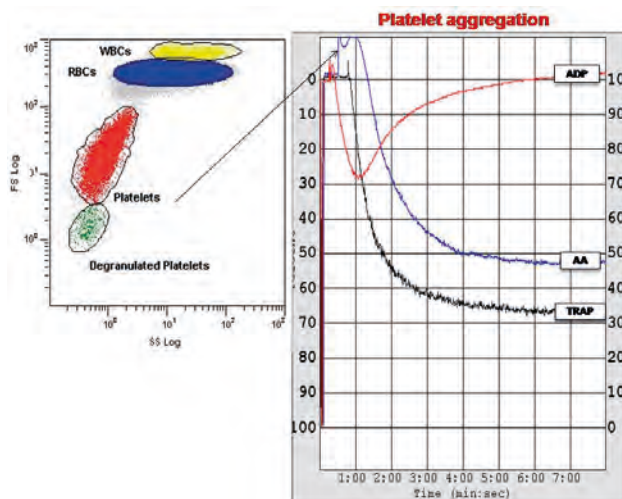 Platelet aggregation
10⁰
WBCs
RBCs
10²
10¹
10⁰
FS Log
Platelets
Degranulated Platelets
10⁰ 10¹ 10² 10²
SS Log
0
10
20
30
40
50
60
70
80
90
100
ADP
AA
TRAP
10
90
80
70
60
50
40
30
20
10
0
1:00 2:00 3:00 4:00 5:00 6:00 7:00
Time (min:sec)